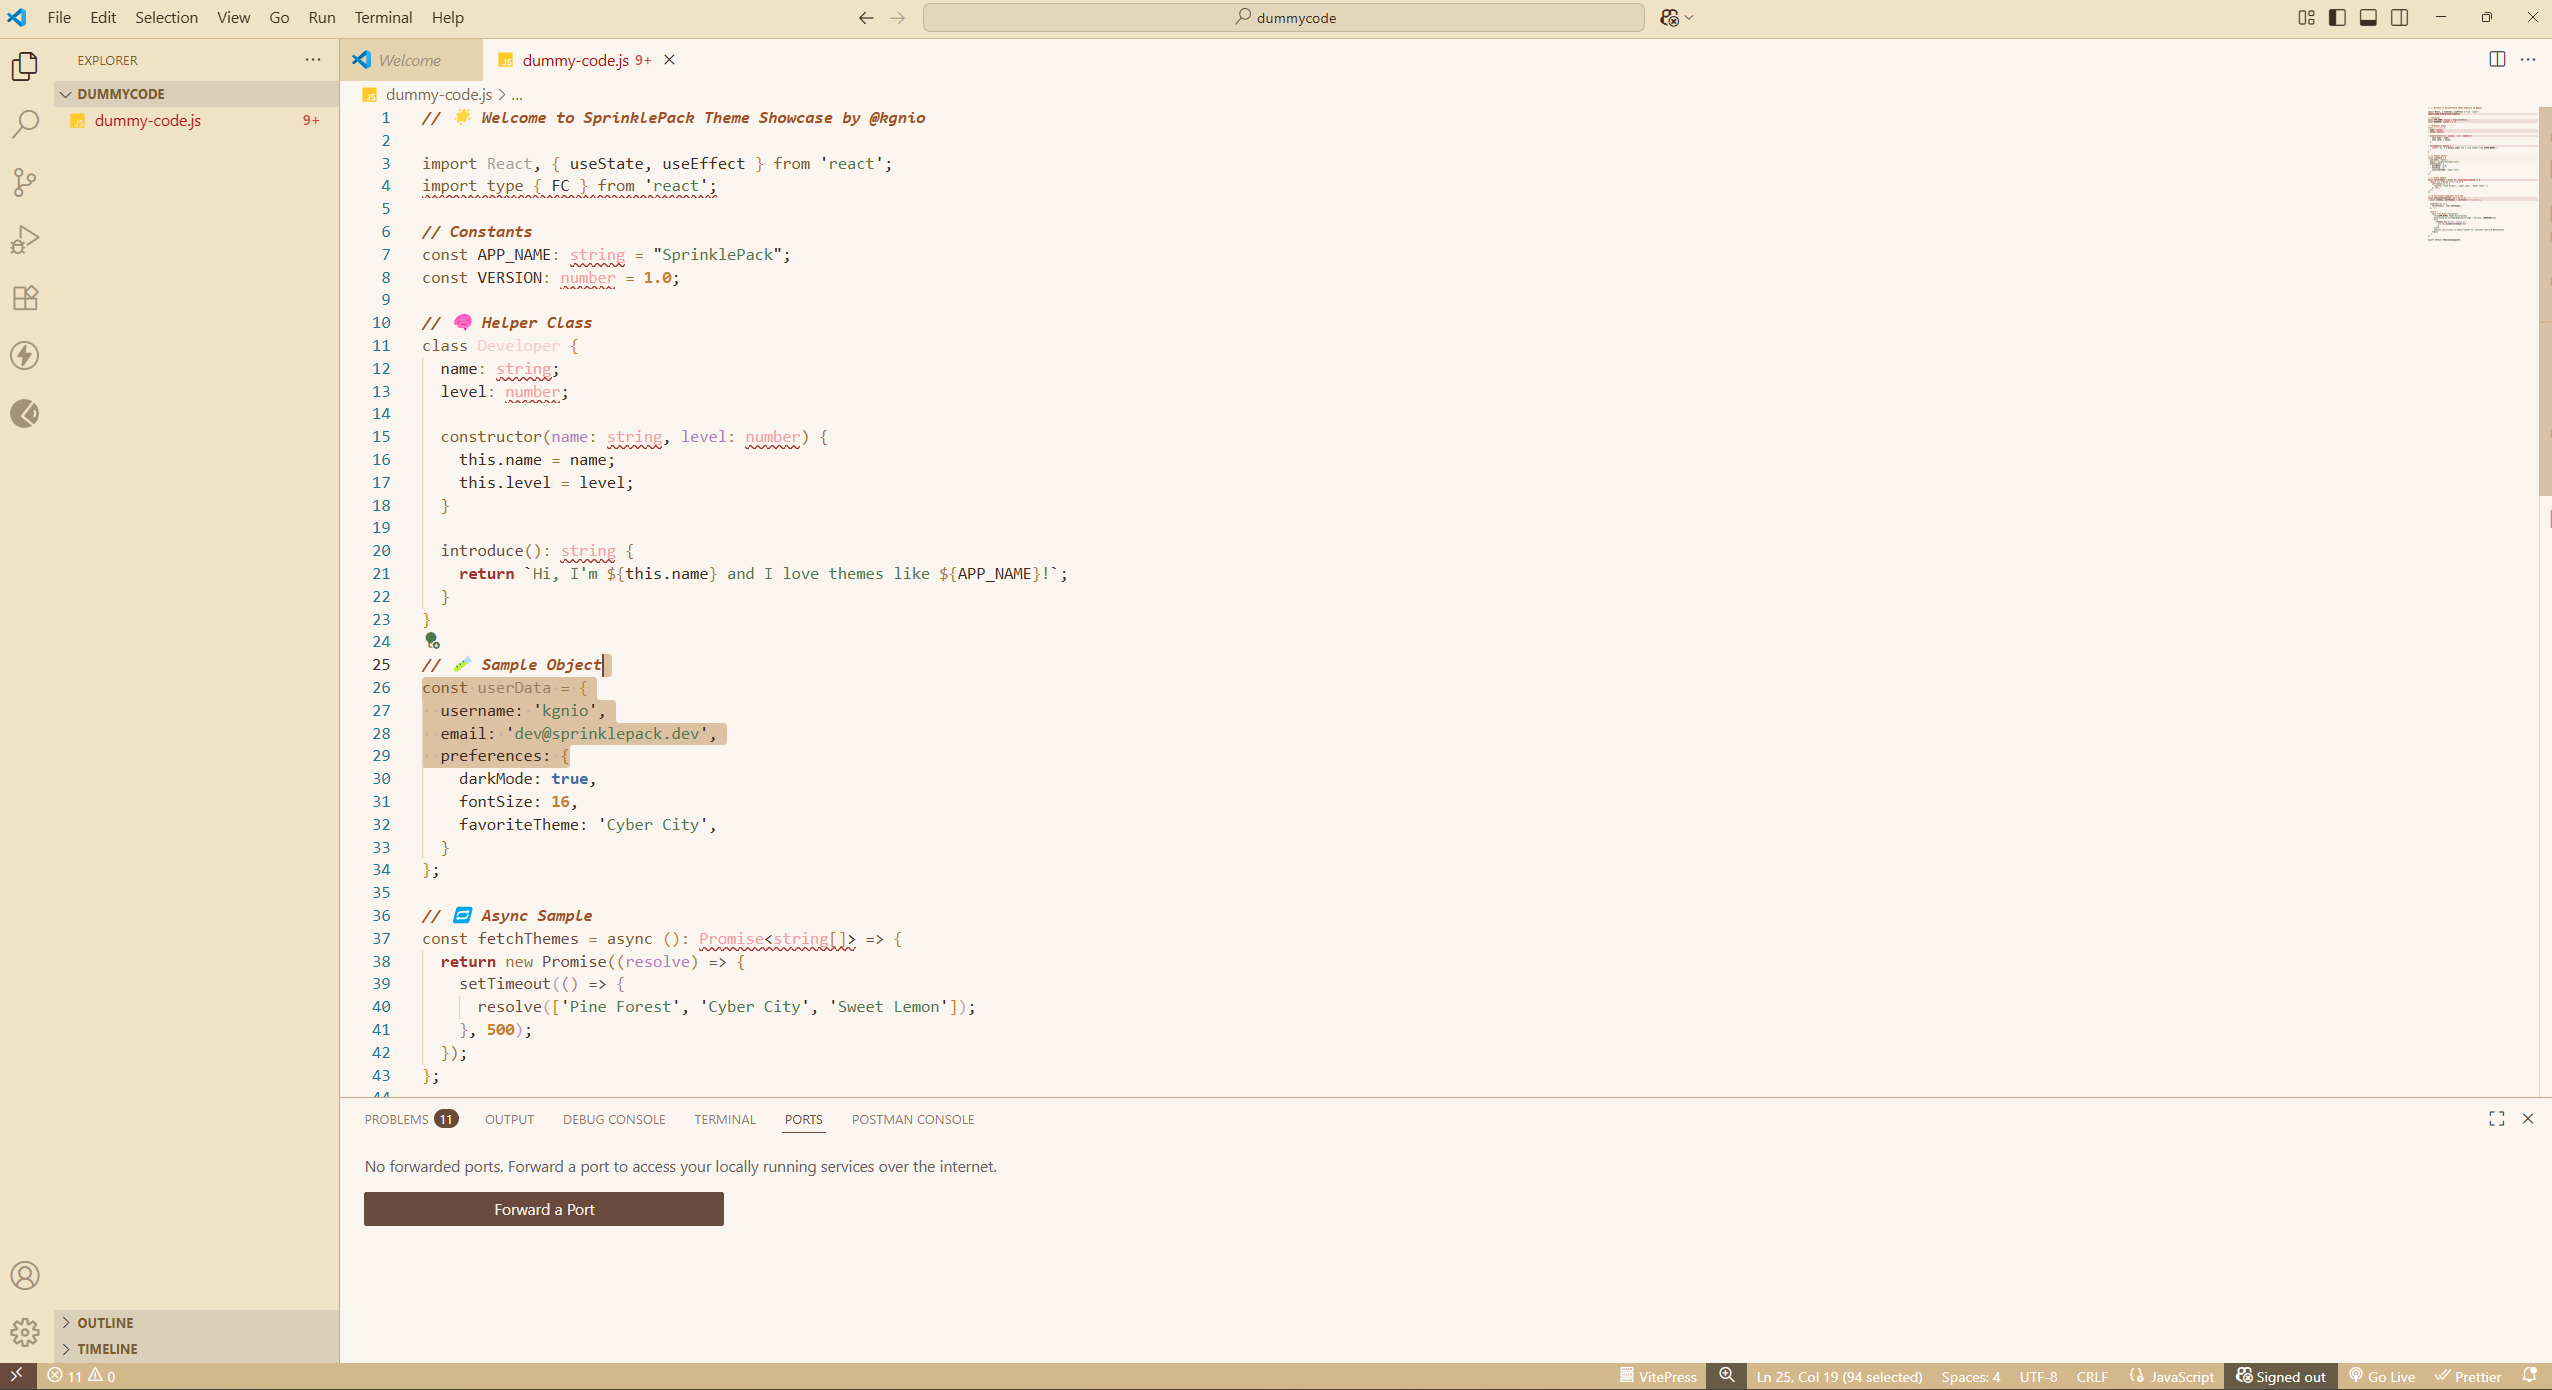 File Edit Selection View Go Run Terminal Help
dummycode
EXPLORER
DUMMYCODE
dummy-code.js 9+
Welcome
dummy-code.js 9+
dummy-code.js > ...
1 // 🌟 Welcome to SprinklePack Theme Showcase by @kgnio
2
3 import React, { useState, useEffect } from 'react';
4 import type { FC } from 'react';
5
6 // Constants
7 const APP_NAME: string = "SprinklePack";
8 const VERSION: number = 1.0;
9
10 // 🧠 Helper Class
11 class Developer {
12   name: string;
13   level: number;
14
15   constructor(name: string, level: number) {
16     this.name = name;
17     this.level = level;
18   }
19
20   introduce(): string {
21     return `Hi, I'm ${this.name} and I love themes like ${APP_NAME}!`;
22   }
23 }
24
25 // 🧪 Sample Object
26 const userData = {
27   username: 'kgnio',
28   email: 'dev@sprinklepack.dev',
29   preferences: {
30     darkMode: true,
31     fontSize: 16,
32     favoriteTheme: 'Cyber City',
33   }
34 };
35
36 // 🔁 Async Sample
37 const fetchThemes = async (): Promise<string[]> => {
38   return new Promise((resolve) => {
39     setTimeout(() => {
40       resolve(['Pine Forest', 'Cyber City', 'Sweet Lemon']);
41     }, 500);
42   });
43 };
44
PROBLEMS 11 OUTPUT DEBUG CONSOLE TERMINAL PORTS POSTMAN CONSOLE
No forwarded ports. Forward a port to access your locally running services over the internet.
Forward a Port
OUTLINE
TIMELINE
11 0 VitePress Ln 25, Col 19 (94 selected) Spaces: 4 UTF-8 CRLF JavaScript Signed out Go Live Prettier